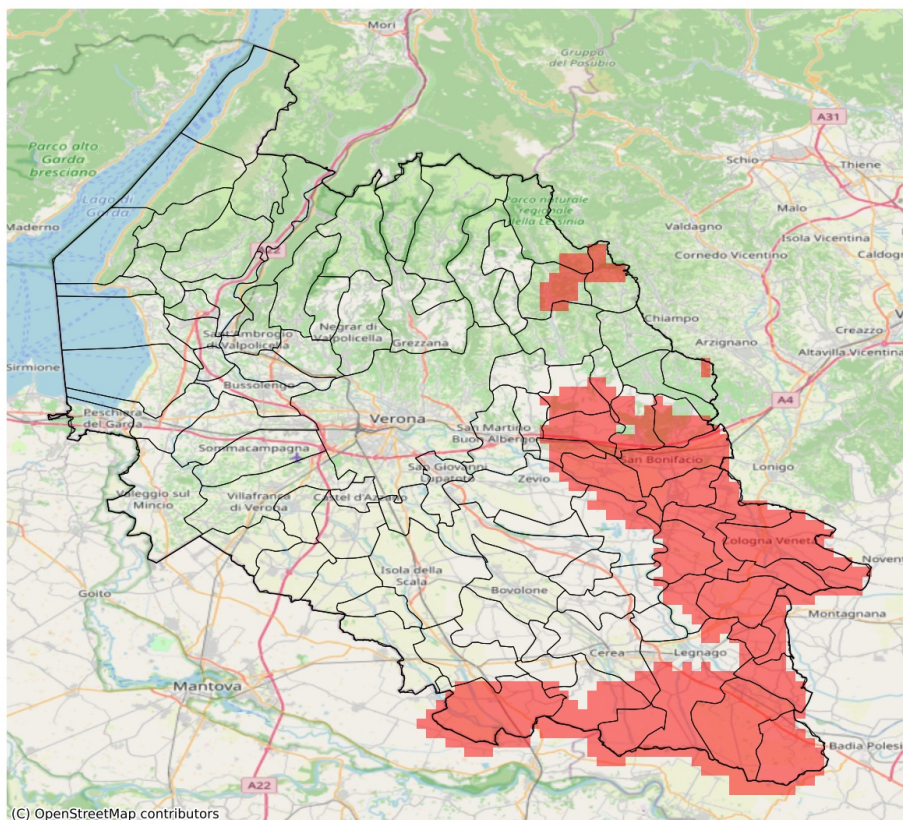 Mori
Gruppo
del Pasubio
A31
Parco alto
Garda
bresciano
Schio
Thiene
Lago di
Garda
Parco naturale
regionale
della Lessinia
Malo
Maderno
Valdagno
Isola Vicentina
A22
Cornedo Vicentino
Caldogn
Chiampo
Sant'Ambrogio
di Valpolicella
Negrar di
Valpolicella
Grezzana
Arzignano
Creazzo
Altavilla Vicentina
Sirmione
Bussolengo
A4
Peschiera
del Garda
Verona
San Martino
Buon Albergo
Sommacampagna
San Bonifacio
Lonigo
San Giovanni
Lupatoto
Zevio
Valeggio sul
Mincio
Villafranca
di Verona
Castel d'Azzano
Cologna Veneta
Novent
Isola della
Scala
Goito
Bovolone
Montagnana
Cerea
Legnago
Mantova
Badia Polesi
A22
(C) OpenStreetMap contributors